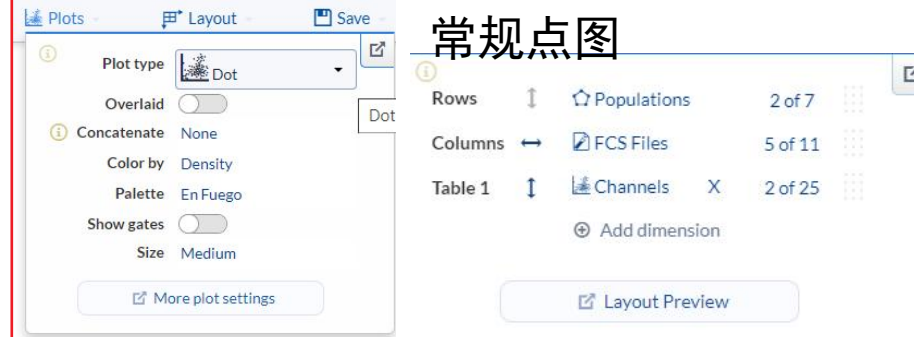 Plots Layout Save
Plot type Dot
Overlaid
Dot
Concatenate None
Color by Density
Palette En Fuego
Show gates
Size Medium
More plot settings
常规点图
Rows Populations 2 of 7
Columns FCS Files 5 of 11
Table 1 Channels X 2 of 25
Add dimension
Layout Preview